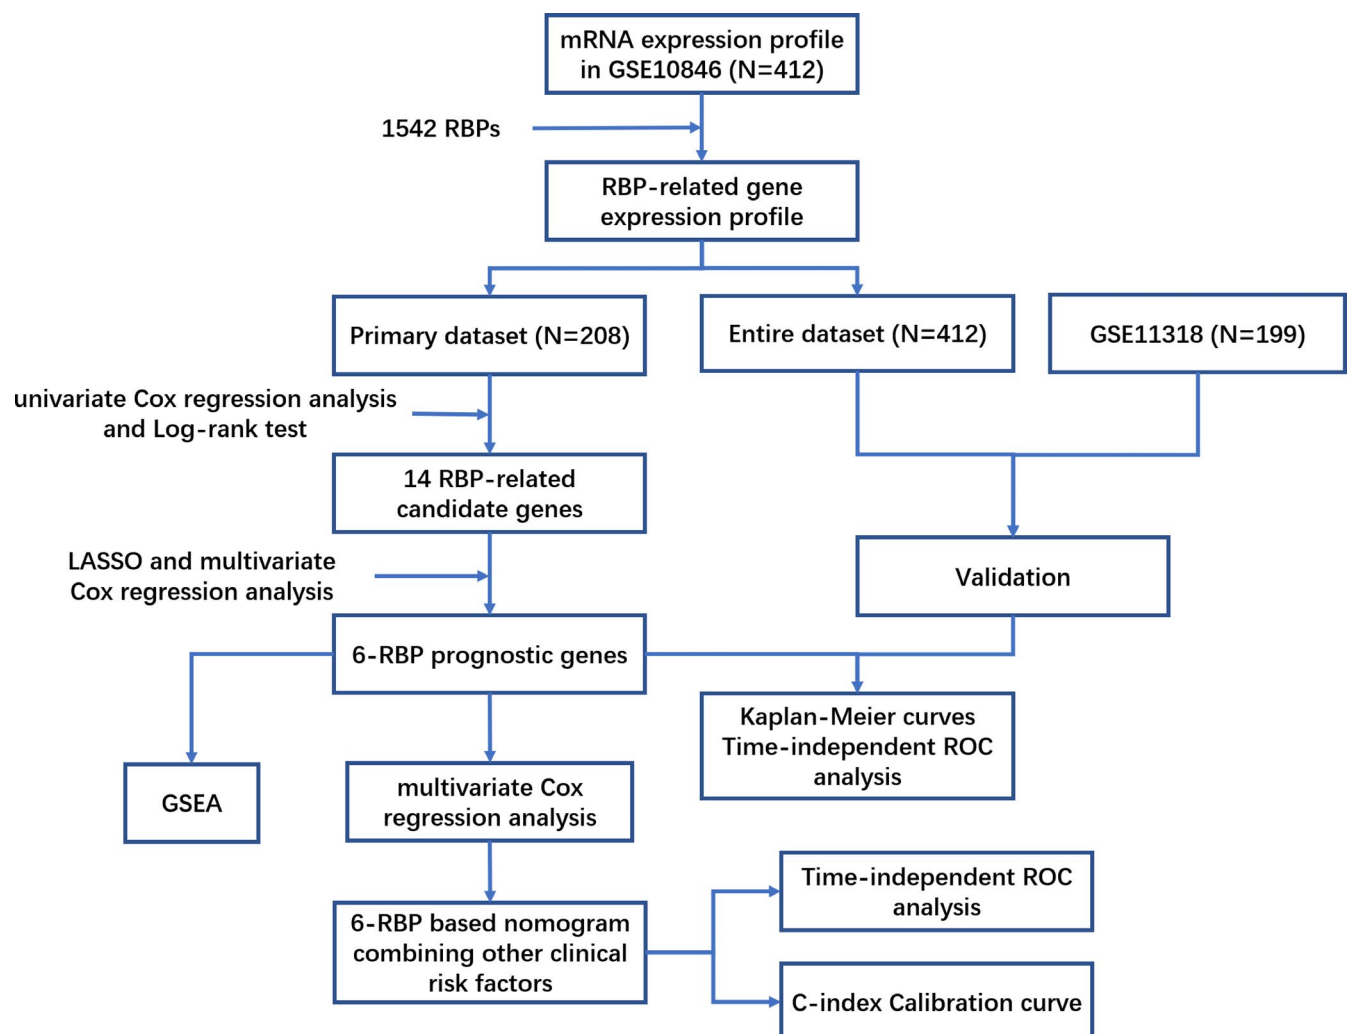 mRNA expression profile
in GSE10846 (N=412)
1542 RBPs
RBP-related gene
expression profile
Primary dataset (N=208)
Entire dataset (N=412)
GSE11318 (N=199)
univariate Cox regression analysis
and Log-rank test
14 RBP-related
candidate genes
LASSO and multivariate
Cox regression analysis
Validation
6-RBP prognostic genes
Kaplan-Meier curves
Time-independent ROC
analysis
GSEA
multivariate Cox
regression analysis
Time-independent ROC
analysis
6-RBP based nomogram
combining other clinical
risk factors
C-index Calibration curve